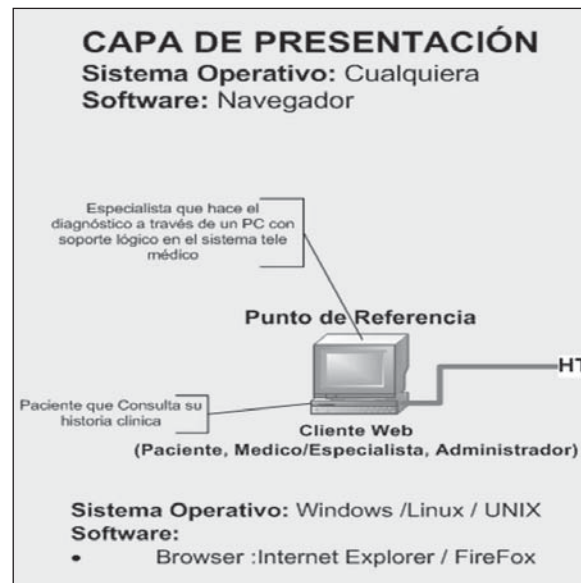 CAPA DE PRESENTACIÓN
Sistema Operativo: Cualquiera
Software: Navegador
Especialista que hace el
diagnóstico a través de un PC con
soporte lógico en el sistema tele
médico
Punto de Referencia
HT
Paciente que Consulta su
historia clinica
Cliente Web
(Paciente, Medico/Especialista, Administrador)
Sistema Operativo: Windows /Linux / UNIX
Software:
• Browser :Internet Explorer / FireFox